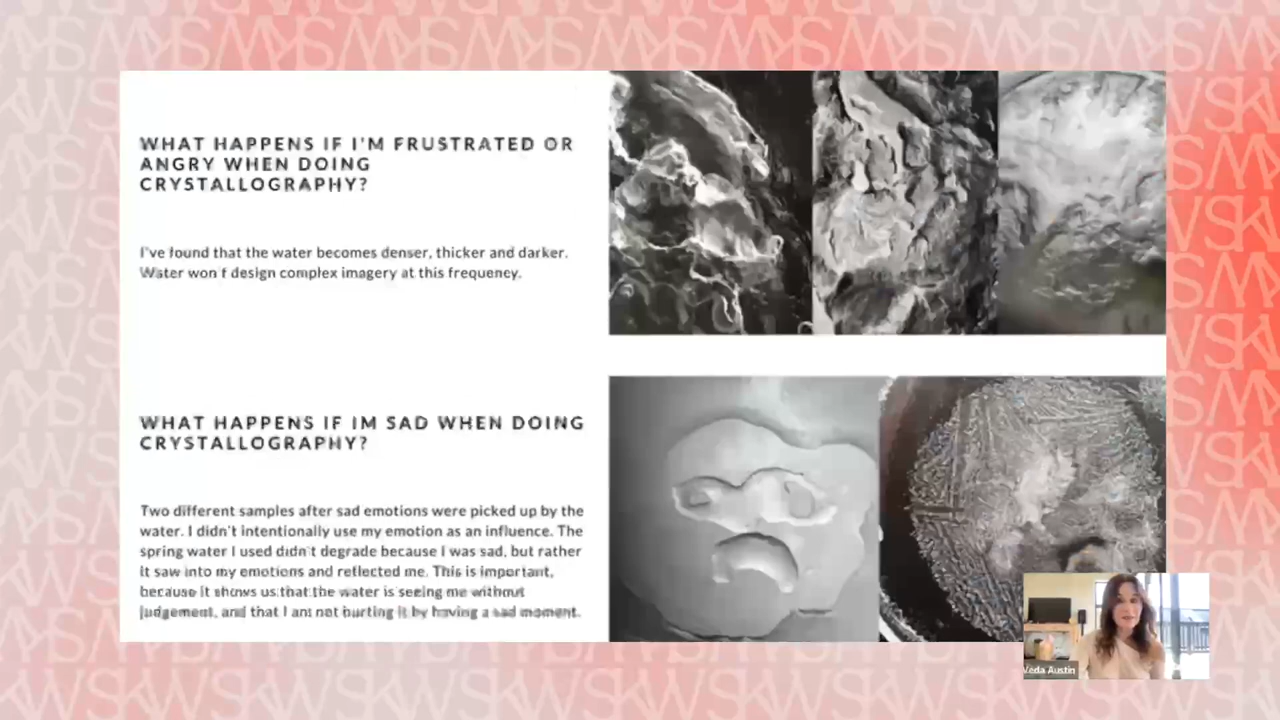 WHAT HAPPENS IF I'M FRUSTRATED OR
ANGRY WHEN DOING
CRYSTALLOGRAPHY?
I've found that the water becomes denser, thicker and darker.
Water won't design complex imagery at this frequency.
WHAT HAPPENS IF IM SAD WHEN DOING
CRYSTALLOGRAPHY?
Two different samples after sad emotions were picked up by the
water. I didn't intentionally use my emotion as an influence. The
spring water I used didn't degrade because I was sad, but rather
it saw into my emotions and reflected me. This is important,
because it shows us that the water is seeing me without
judgement, and that I am not hurting it by having a sad moment.
Veda Austin